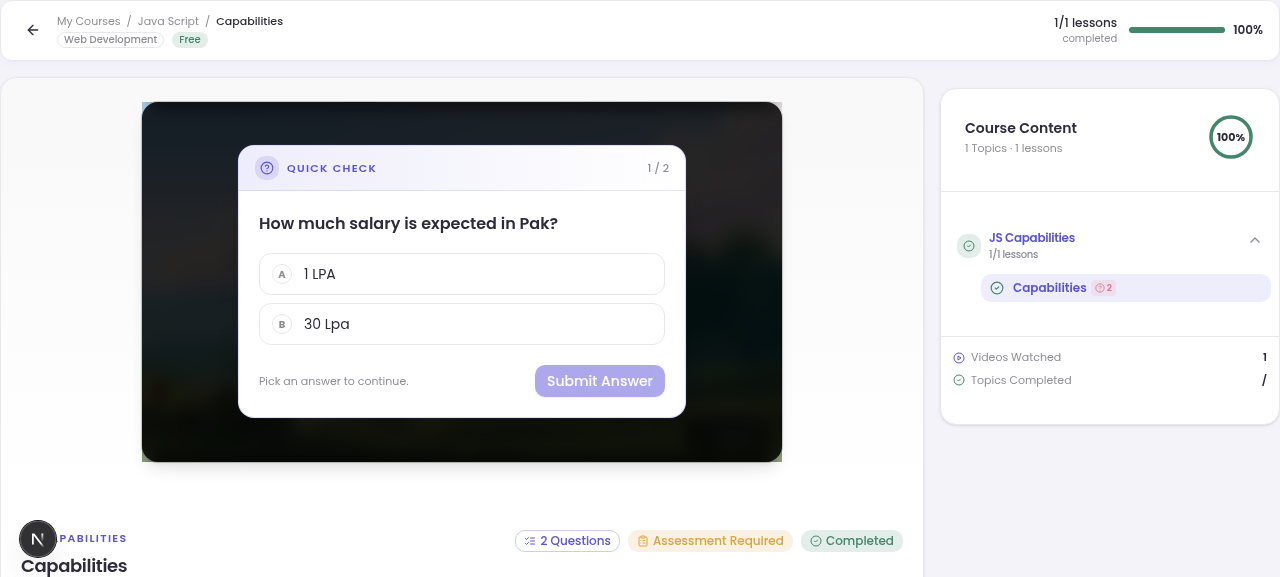 My Courses / Java Script / Capabilities
Web Development Free
1/1 lessons
completed
100%
QUICK CHECK 1 / 2
How much salary is expected in Pak?
A 1 LPA
B 30 Lpa
Pick an answer to continue. Submit Answer
N PABILITIES
2 Questions Assessment Required Completed
Capabilities
Course Content
1 Topics · 1 lessons
100%
JS Capabilities
1/1 lessons
Capabilities 2
Videos Watched 1
Topics Completed /